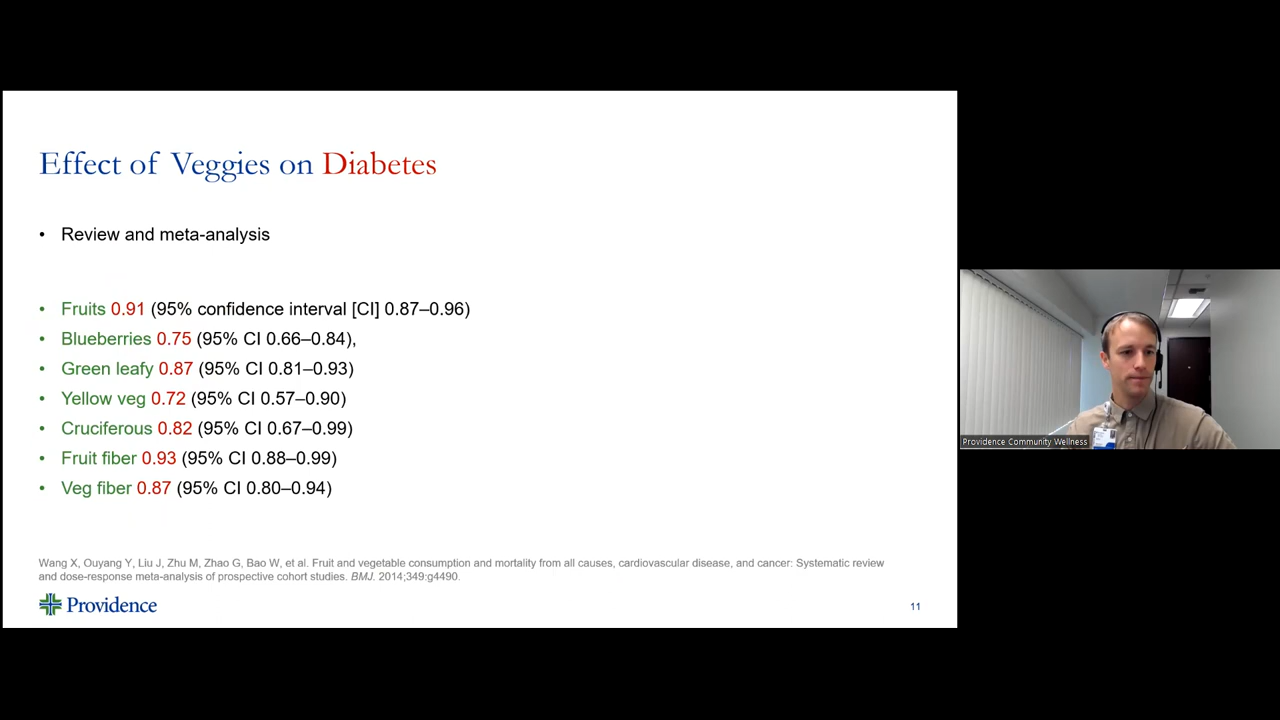 Effect of Veggies on Diabetes
• Review and meta-analysis
• Fruits 0.91 (95% confidence interval [CI] 0.87–0.96)
• Blueberries 0.75 (95% CI 0.66–0.84),
• Green leafy 0.87 (95% CI 0.81–0.93)
• Yellow veg 0.72 (95% CI 0.57–0.90)
• Cruciferous 0.82 (95% CI 0.67–0.99)
• Fruit fiber 0.93 (95% CI 0.88–0.99)
• Veg fiber 0.87 (95% CI 0.80–0.94)
Wang X, Ouyang Y, Liu J, Zhu M, Zhao G, Bao W, et al. Fruit and vegetable consumption and mortality from all causes, cardiovascular disease, and cancer: Systematic review
and dose-response meta-analysis of prospective cohort studies. BMJ. 2014;349:g4490.
Providence
11
Providence Community Wellness